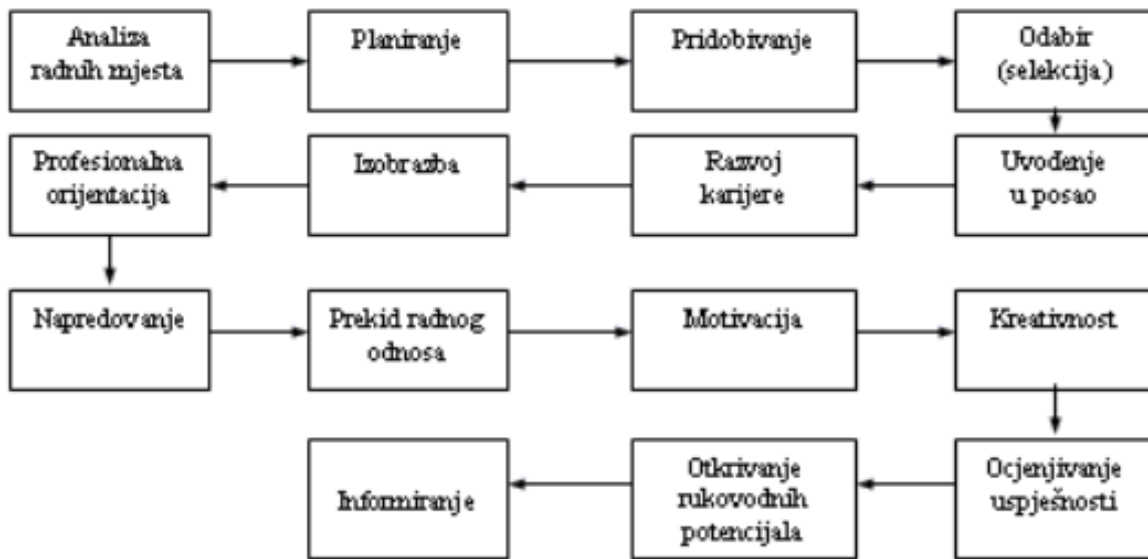 Analiza
radnih mjesta
Planiranje
Pridobivanje
Odabir
(selekcija)
Profesionalna
orijentacija
Izobrazba
Razvoj
karijere
Uvođenje
u posao
Napredovanje
Prekid radnog
odnosa
Motivacija
Kreativnost
Informiranje
Otkrivanje
rukovodnih
potencijala
Ocjenjivanje
uspješnosti